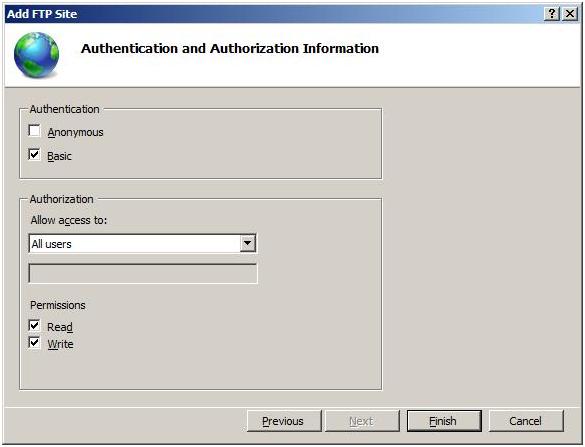 Add FTP Site
Authentication and Authorization Information
Authentication
Anonymous
Basic
Authorization
Allow access to:
All users
Permissions
Read
Write
Previous Next Finish Cancel